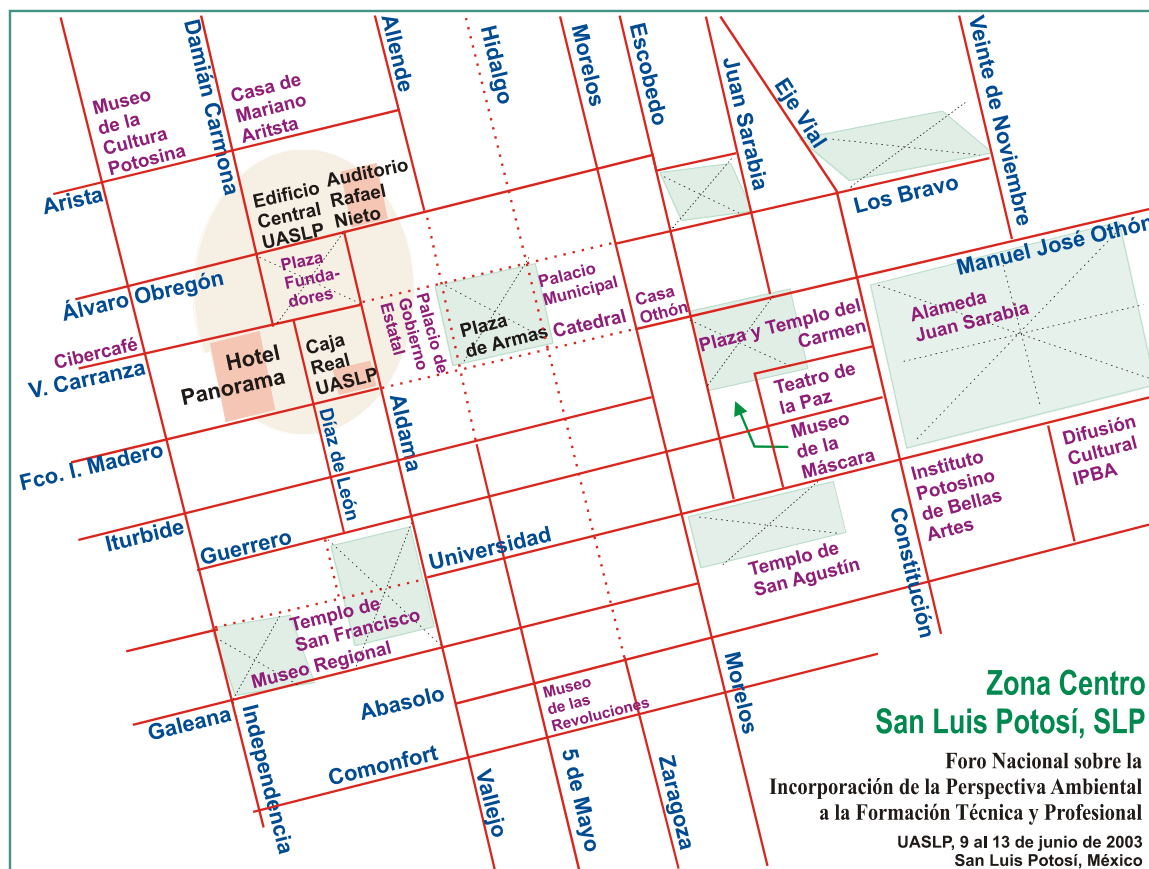 Damián Carmona
Allende
Hidalgo
Morelos
Escobedo
Juan Sarabia
Eje Vial
Veinte de Noviembre
Museo
de la
Cultura
Potosina
Casa de
Mariano
Aritsta
Arista
Edificio
Central
UASLP
Auditorio
Rafael
Nieto
Los Bravo
Manuel José Othón
Álvaro Obregón
Plaza
Funda-
dores
Palacio de
Gobierno
Estatal
Plaza
de Armas
Palacio
Municipal
Catedral
Casa
Othón
Plaza y Templo del
Carmen
Alameda
Juan Sarabia
Cibercafé
V. Carranza
Hotel
Panorama
Caja
Real
UASLP
Teatro de
la Paz
Museo
de la
Máscara
Fco. I. Madero
Díaz de León
Aldama
Instituto
Potosino
de Bellas
Artes
Difusión
Cultural
IPBA
Iturbide
Guerrero
Universidad
Constitución
Templo de
San Agustín
Templo de
San Francisco
Museo Regional
Galeana
Independencia
Abasolo
Comonfort
Vallejo
Museo
de las
Revoluciones
5 de Mayo
Zaragoza
Morelos
Zona Centro
San Luis Potosí, SLP
Foro Nacional sobre la
Incorporación de la Perspectiva Ambiental
a la Formación Técnica y Profesional
UASLP, 9 al 13 de junio de 2003
San Luis Potosí, México